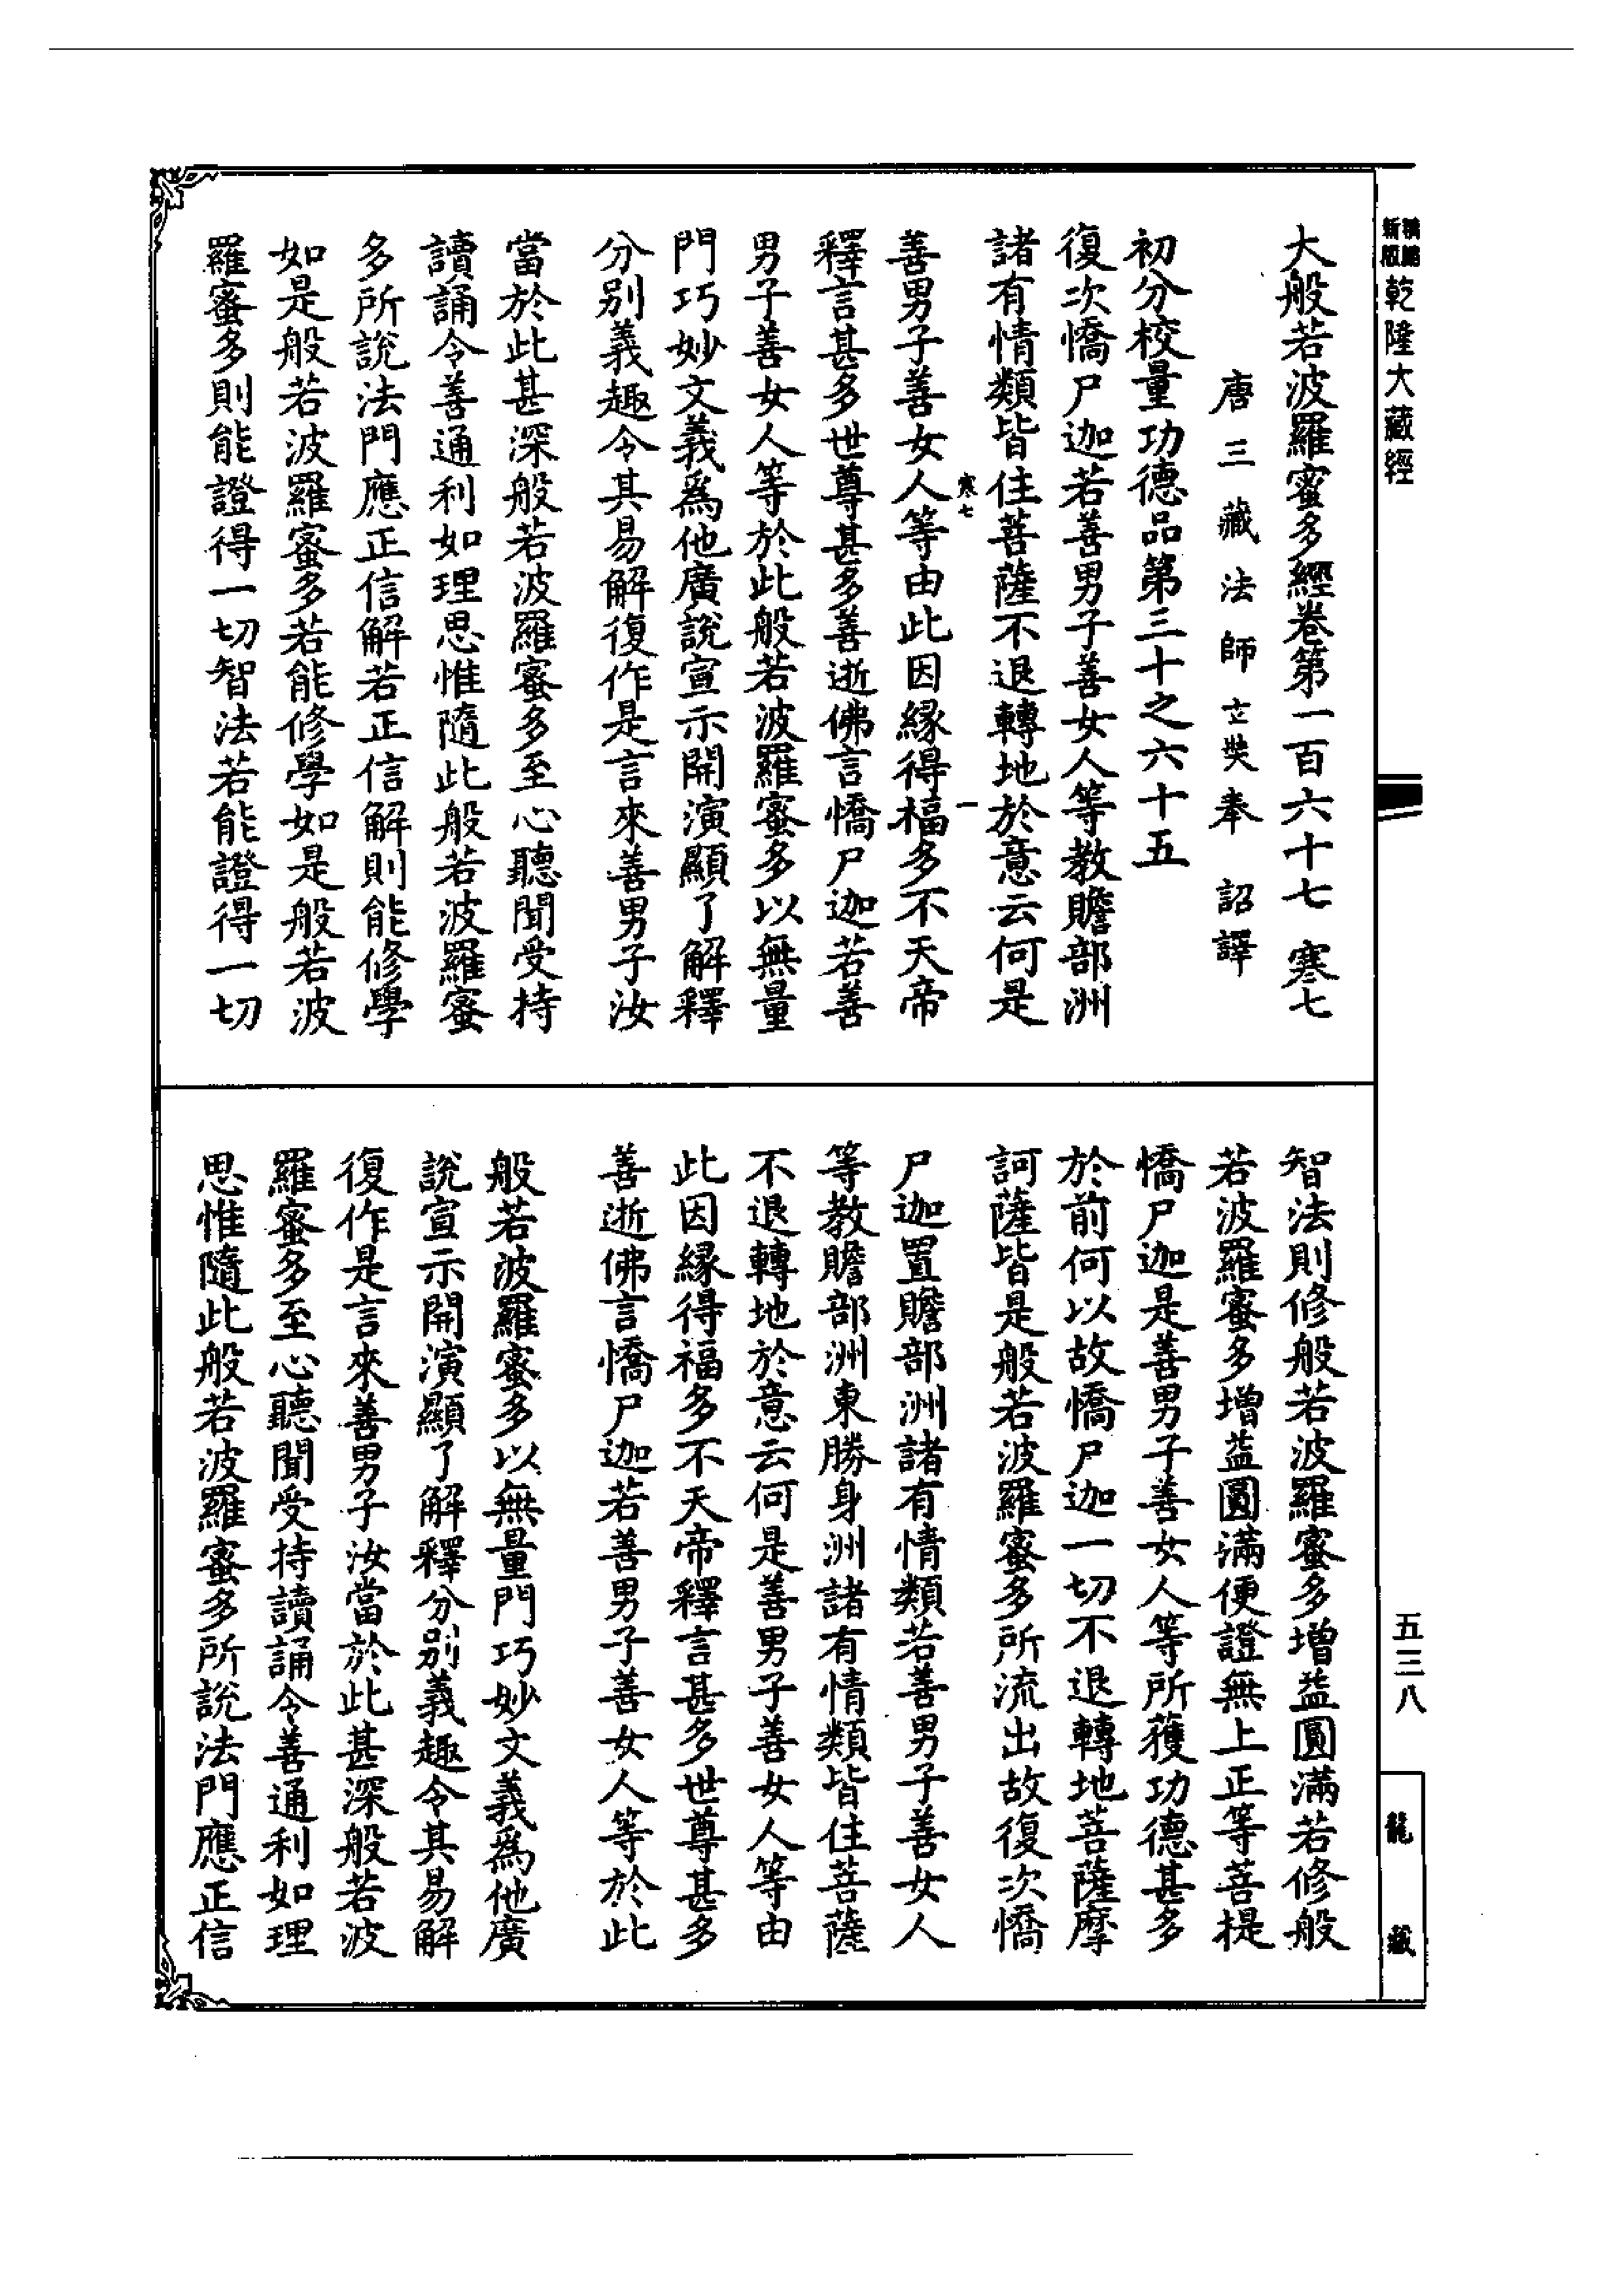 大般若波羅蜜多經卷第一百六十七 寒七
唐三藏法師玄奘奉 詔譯
初分校量功德品第三十之六十五
復次憍尸迦若善男子善女人等教贍部洲
諸有情類皆住菩薩不退轉地於意云何是
寒七 一
善男子善女人等由此因緣得福多不天帝
釋言甚多世尊甚多善逝佛言憍尸迦若善
男子善女人等於此般若波羅蜜多以無量
門巧妙文義爲他廣說宣示開演顯了解釋
分別義趣令其易解復作是言來善男子汝
當於此甚深般若波羅蜜多至心聽聞受持
讀誦令善通利如理思惟隨此般若波羅蜜
多所說法門應正信解若正信解則能修學
如是般若波羅蜜多若能修學如是般若波
羅蜜多則能證得一切智法若能證得一切
智法則修般若波羅蜜多增益圓滿若修般
若波羅蜜多增益圓滿便證無上正等菩提
憍尸迦是善男子善女人等所獲功德甚多
於前何以故憍尸迦一切不退轉地菩薩摩
訶薩皆是般若波羅蜜多所流出故復次憍
尸迦置贍部洲諸有情類若善男子善女人
等教贍部洲東勝身洲諸有情類皆住菩薩
不退轉地於意云何是善男子善女人等由
此因緣得福多不天帝釋言甚多世尊甚多
善逝佛言憍尸迦若善男子善女人等於此
般若波羅蜜多以無量門巧妙文義爲他廣
說宣示開演顯了解釋分別義趣令其易解
復作是言來善男子汝當於此甚深般若波
羅蜜多至心聽聞受持讀誦令善通利如理
思惟隨此般若波羅蜜多所說法門應正信
新版 乾隆大藏經
五三八
龍藏